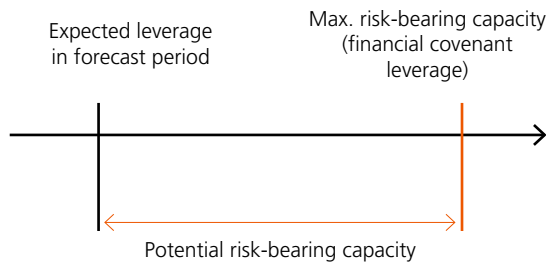 Expected leverage
in forecast period
Max. risk-bearing capacity
(financial covenant
leverage)
Potential risk-bearing capacity